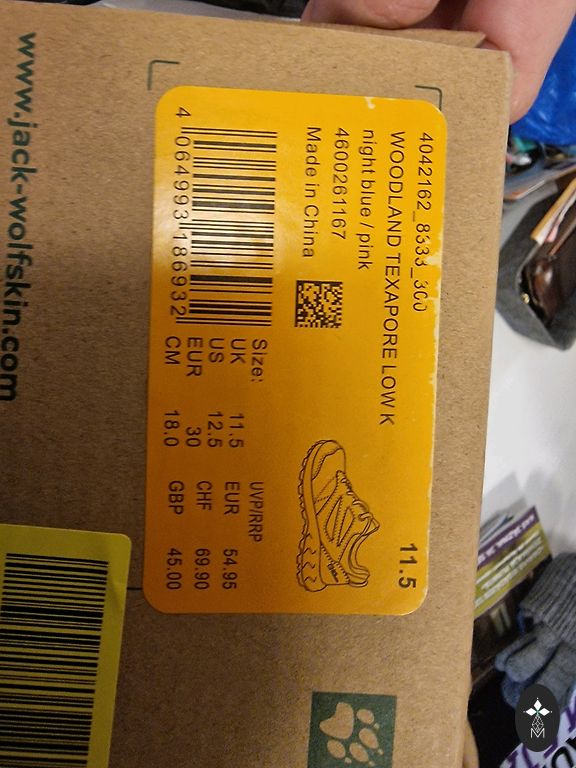 www.jack-wolfskin.com
4042162_8333_300
WOODLAND TEXAPORE LOW K
11.5
night blue / pink
4600261167
Made in China
4 064993 186932
Size:
UK 11.5
US 12.5
EUR 30
CM 18.0
UVP/RRP
EUR 54.95
CHF 69.90
GBP 45.00